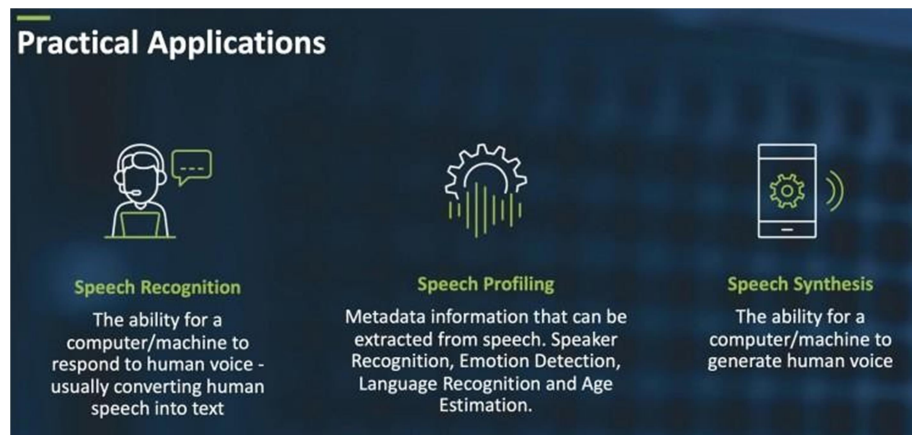 Practical Applications
Speech Recognition
The ability for a
computer/machine to
respond to human voice -
usually converting human
speech into text
Speech Profiling
Metadata information that can be
extracted from speech. Speaker
Recognition, Emotion Detection,
Language Recognition and Age
Estimation.
Speech Synthesis
The ability for a
computer/machine to
generate human voice